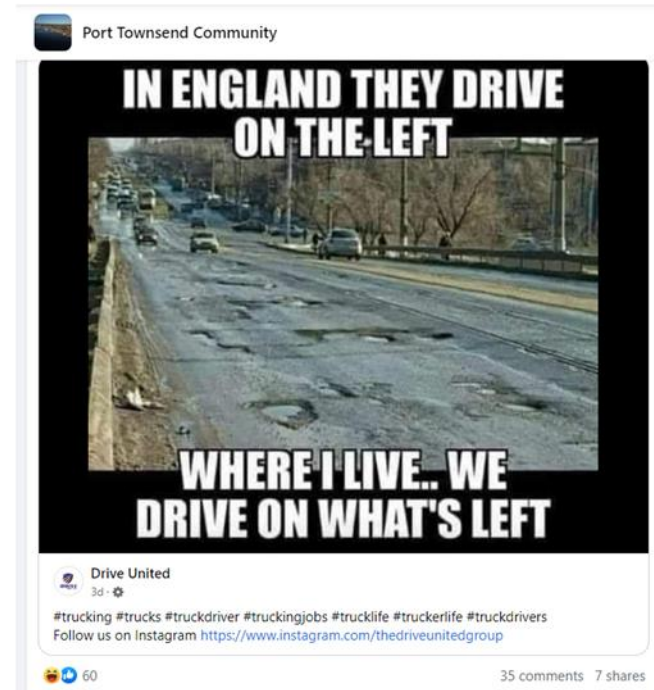 Port Townsend Community
IN ENGLAND THEY DRIVE
ON THE LEFT
WHERE I LIVE.. WE
DRIVE ON WHAT'S LEFT
Drive United
3d ·
#trucking #trucks #truckdriver #truckingjobs #trucklife #truckerlife #truckdrivers
Follow us on Instagram https://www.instagram.com/thedriveunitedgroup
60
35 comments 7 shares